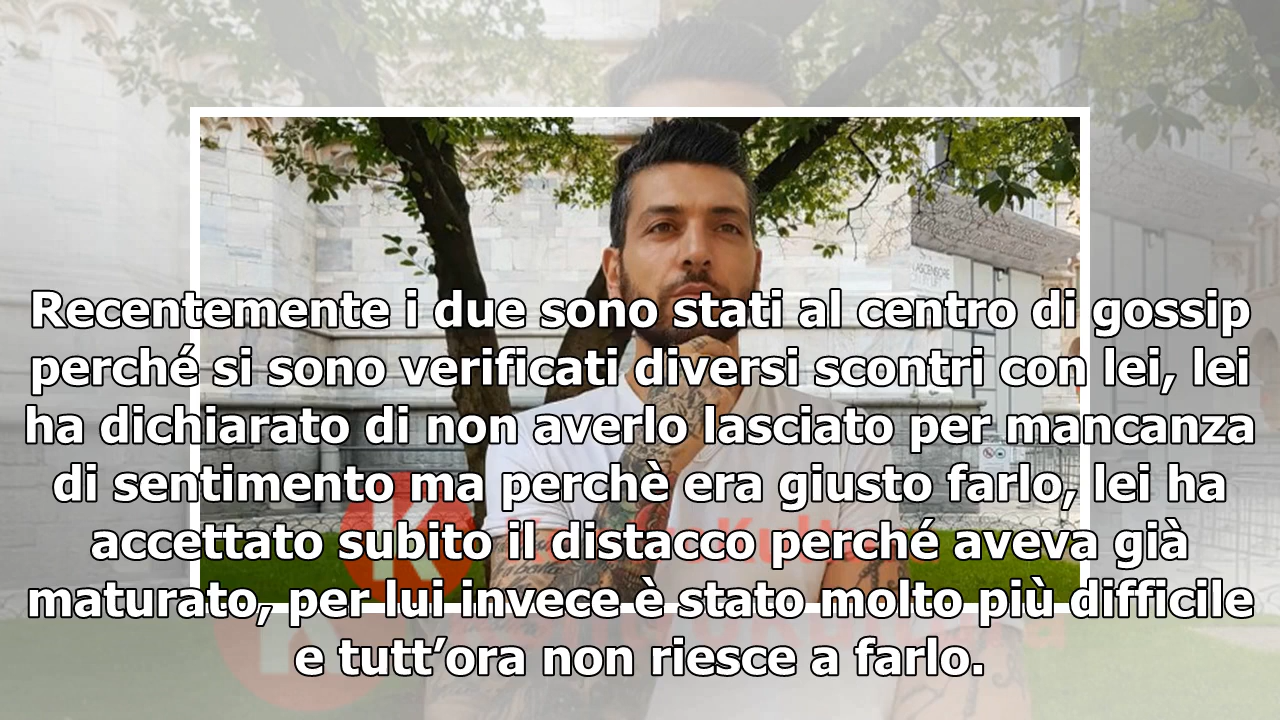 ASCENSORE
Recentemente i due sono stati al centro di gossip
perché si sono verificati diversi scontri con lei, lei
ha dichiarato di non averlo lasciato per mancanza
di sentimento ma perchè era giusto farlo, lei ha
accettato subito il distacco perché aveva già
maturato, per lui invece è stato molto più difficile
e tutt’ora non riesce a farlo.